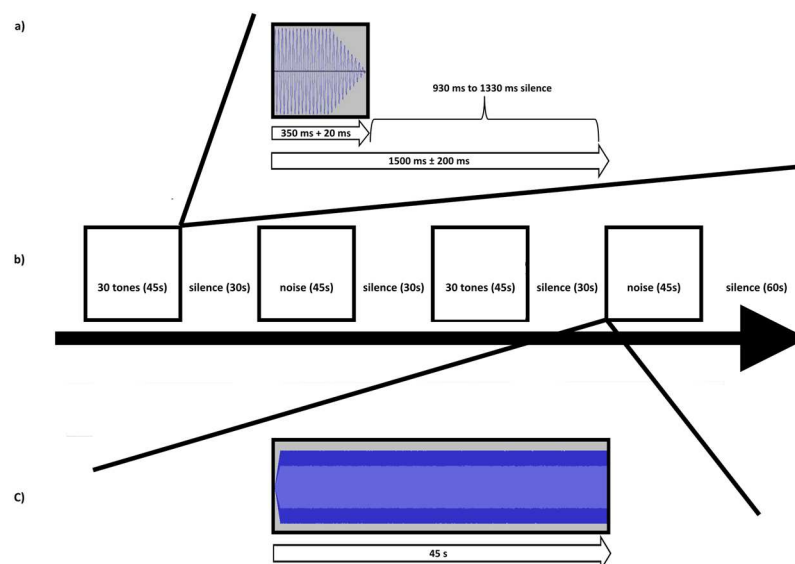 a)
930 ms to 1330 ms silence
350 ms + 20 ms
1500 ms ± 200 ms
b)
30 tones (45s) silence (30s) noise (45s) silence (30s) 30 tones (45s) silence (30s) noise (45s) silence (60s)
C)
45 s